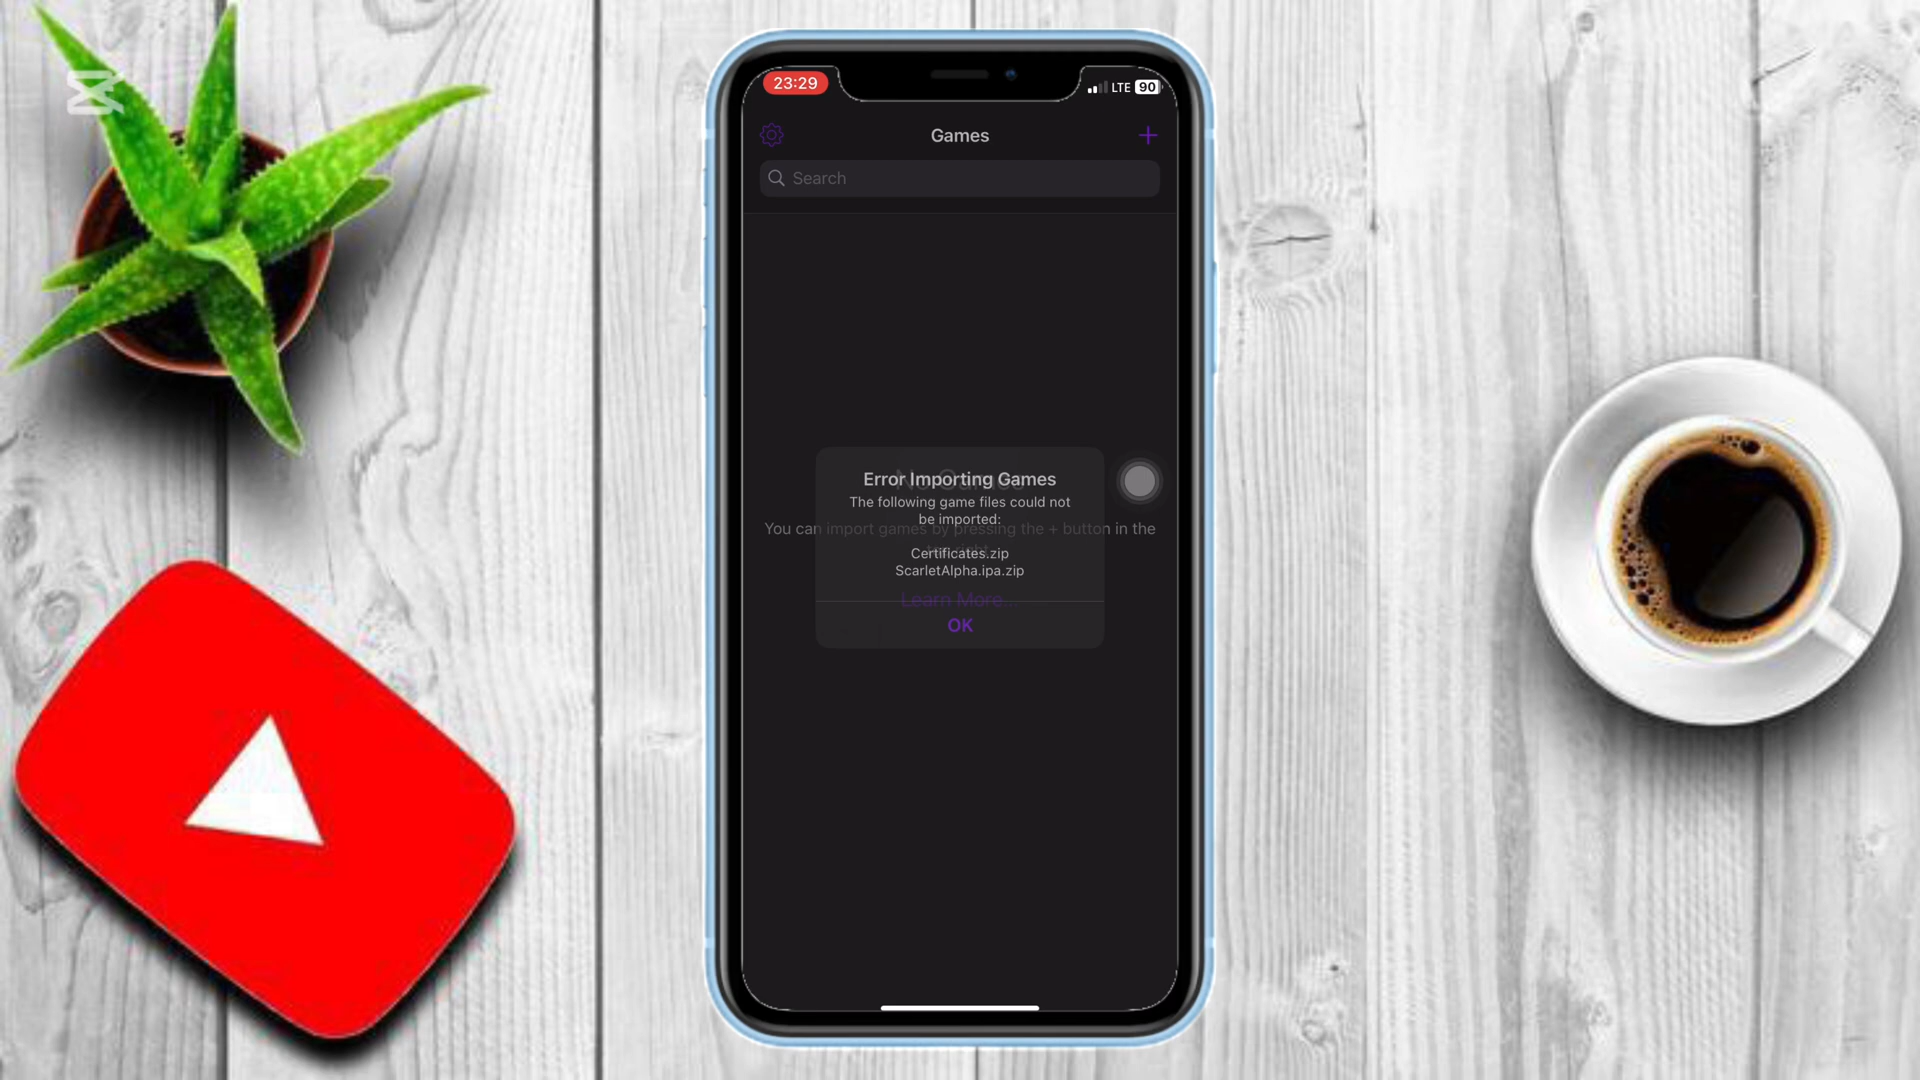 23:29
LTE 90
Games
Search
Error Importing Games
The following game files could not
be imported:
You can import games by pressing the + button in the
Certificates.zip
ScarletAlpha.ipa.zip
Learn More...
OK